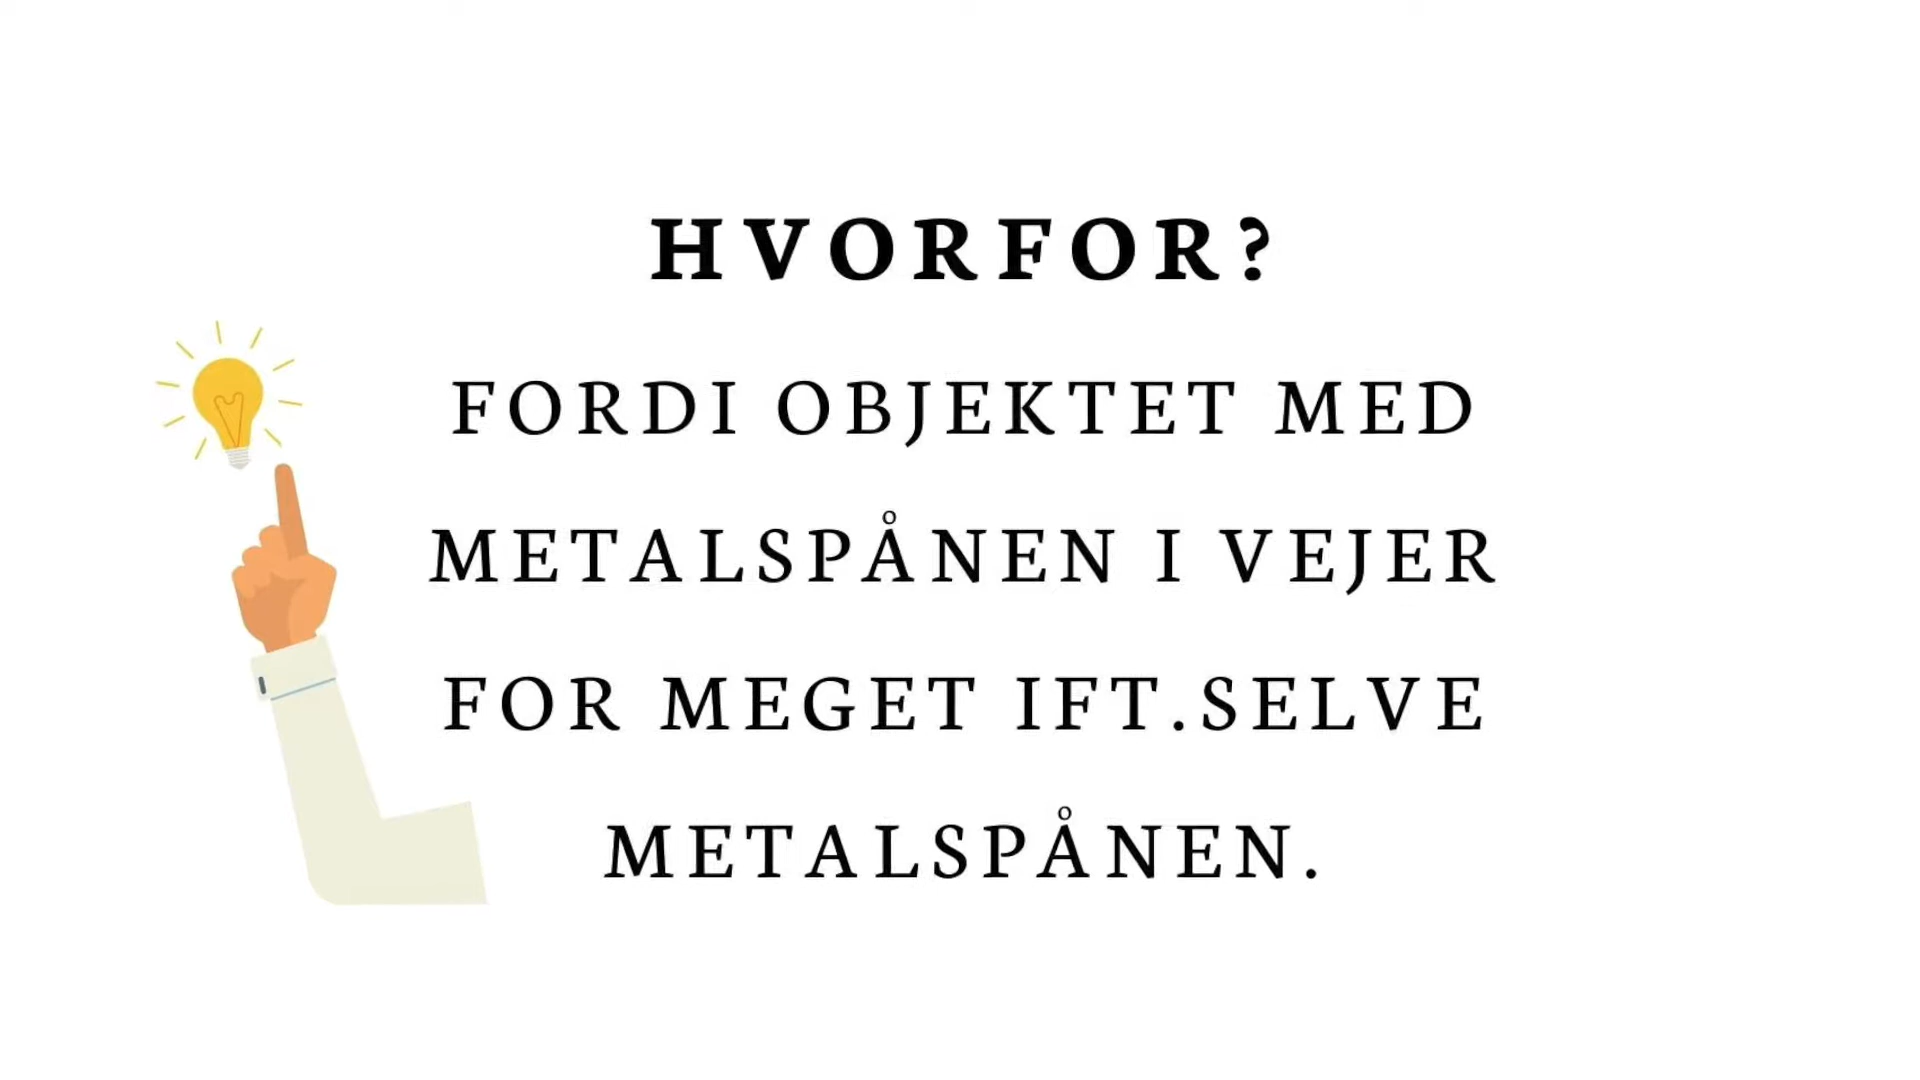 HVORFOR?
FORDI OBJEKTET MED
METALSPÅNEN I VEJER
FOR MEGET IFT.SELVE
METALSPÅNEN.